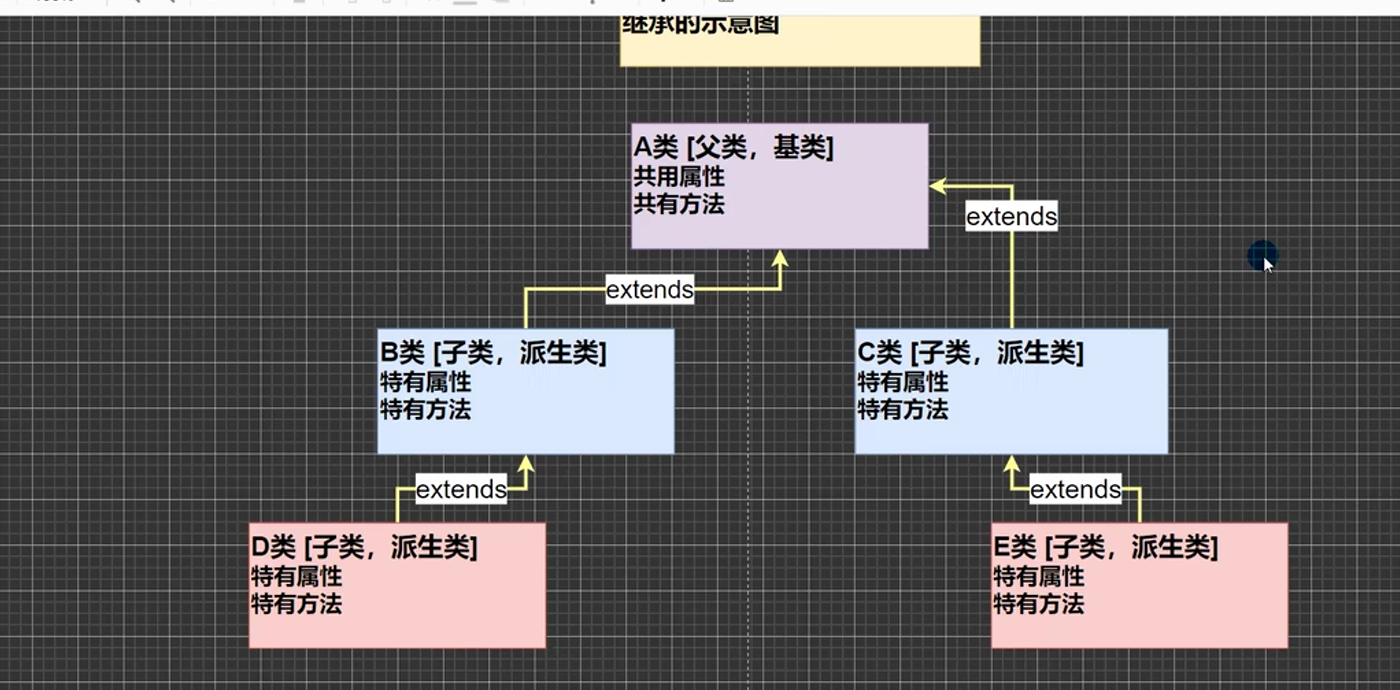 继承的示意图
A类 [父类，基类]
共用属性
共有方法
extends
extends
B类 [子类，派生类]
特有属性
特有方法
C类 [子类，派生类]
特有属性
特有方法
extends
extends
D类 [子类，派生类]
特有属性
特有方法
E类 [子类，派生类]
特有属性
特有方法